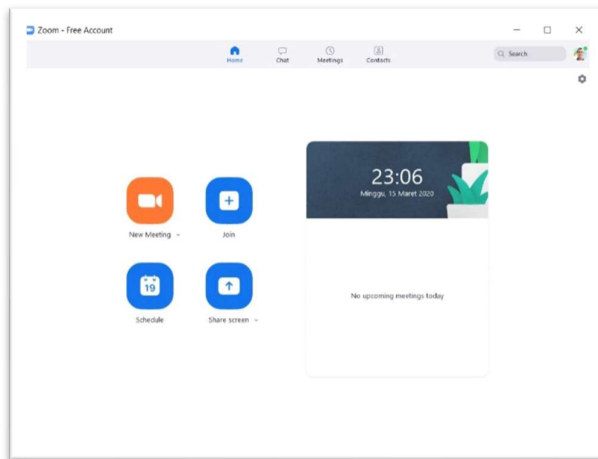 Zoom - Free Account
Home
Chat
Meetings
Contacts
Search
23:06
Minggu, 15 Maret 2020
New Meeting
Join
19
Schedule
Share screen
No upcoming meetings today